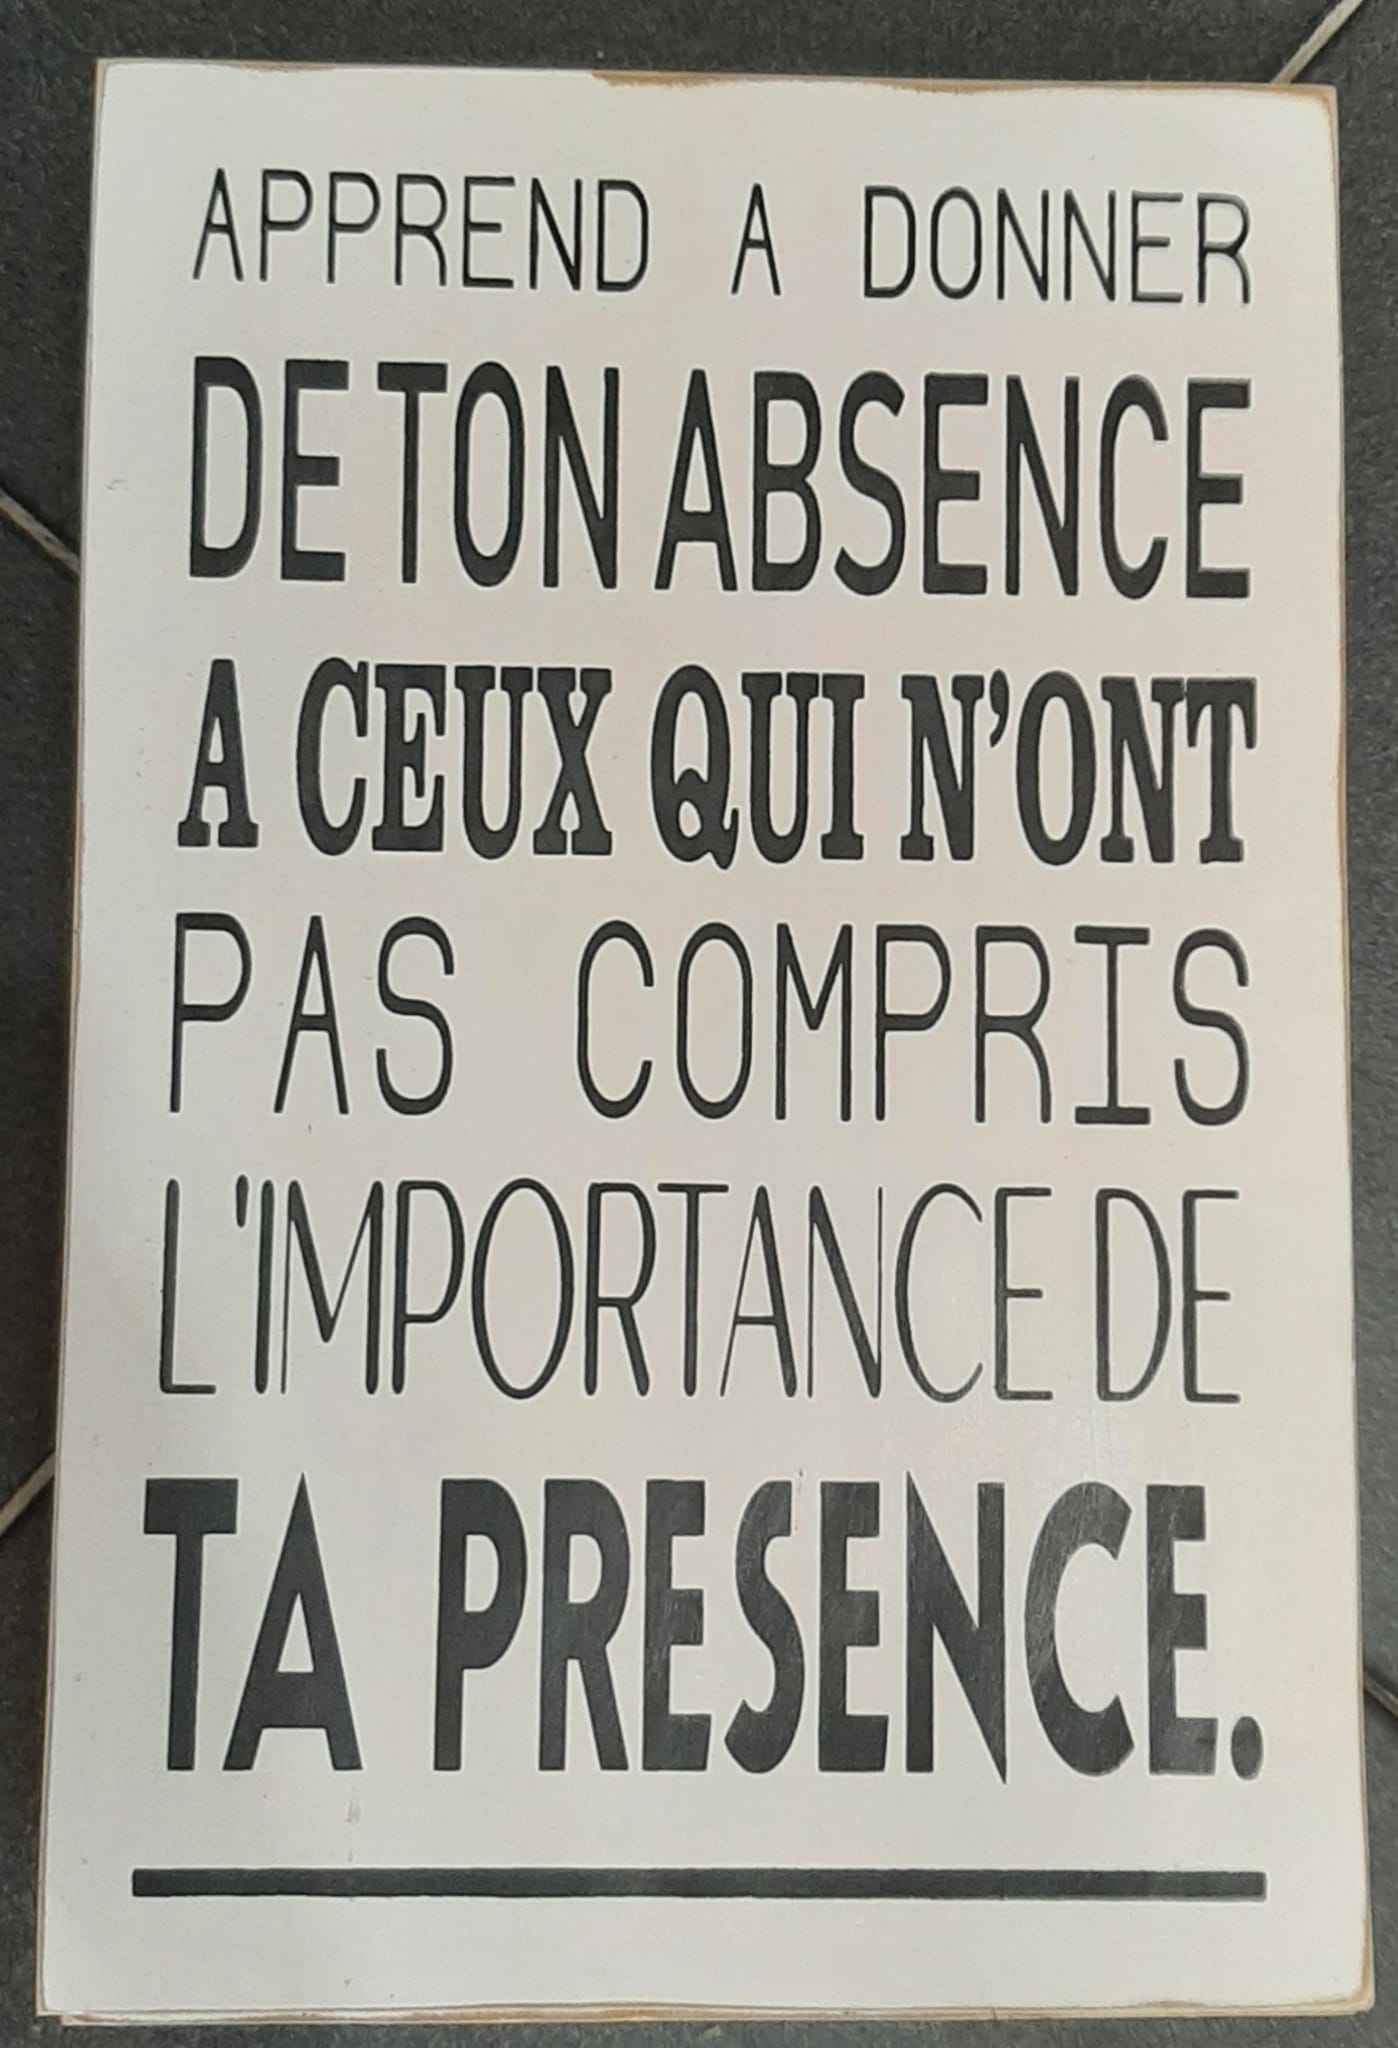 APPREND A DONNER
DE TON ABSENCE
A CEUX QUI N'ONT
PAS COMPRIS
L'IMPORTANCE DE
TA PRESENCE.